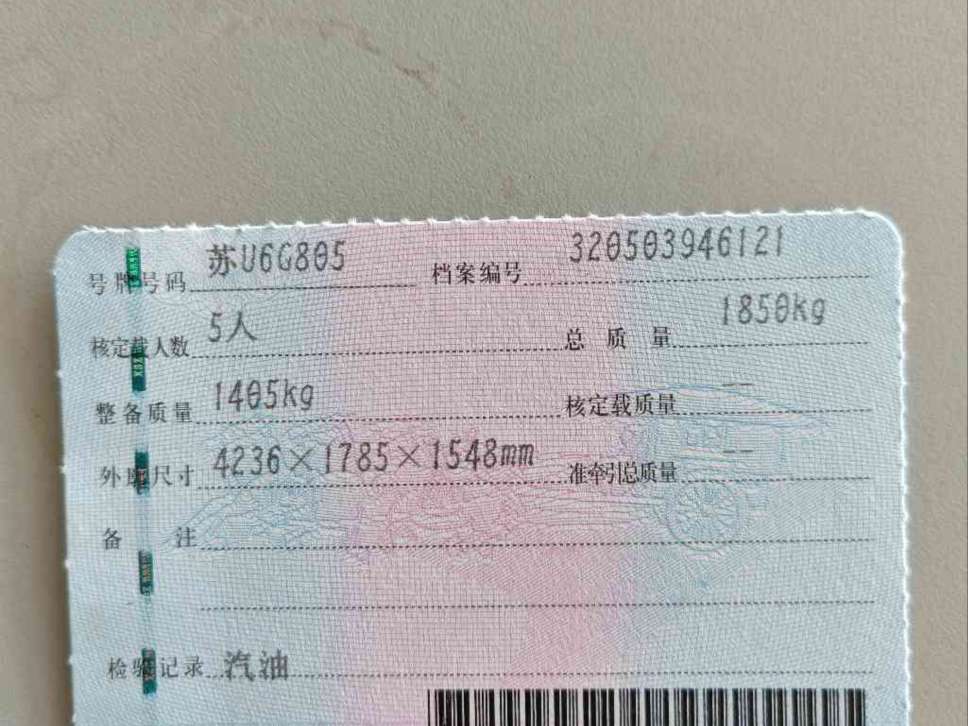 号牌号码 苏U6G805 档案编号 320503946121
核定载人数 5人 总质量 1850kg
整备质量 1405kg 核定载质量 --
外廓尺寸 4236×1785×1548mm 准牵引总质量 --
备注
检验记录 汽油